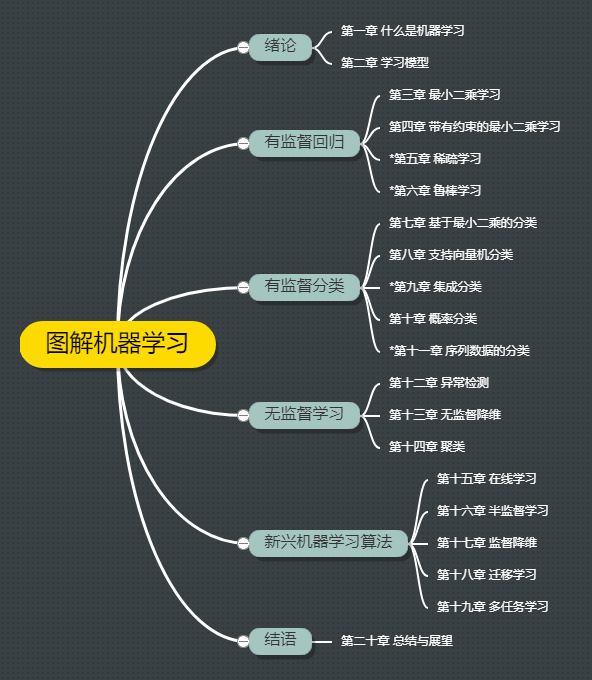 图解机器学习
绪论
第一章 什么是机器学习
第二章 学习模型
有监督回归
第三章 最小二乘学习
第四章 带有约束的最小二乘学习
*第五章 稀疏学习
*第六章 鲁棒学习
有监督分类
第七章 基于最小二乘的分类
第八章 支持向量机分类
*第九章 集成分类
第十章 概率分类
*第十一章 序列数据的分类
无监督学习
第十二章 异常检测
第十三章 无监督降维
第十四章 聚类
新兴机器学习算法
第十五章 在线学习
第十六章 半监督学习
第十七章 监督降维
第十八章 迁移学习
第十九章 多任务学习
结语
第二十章 总结与展望